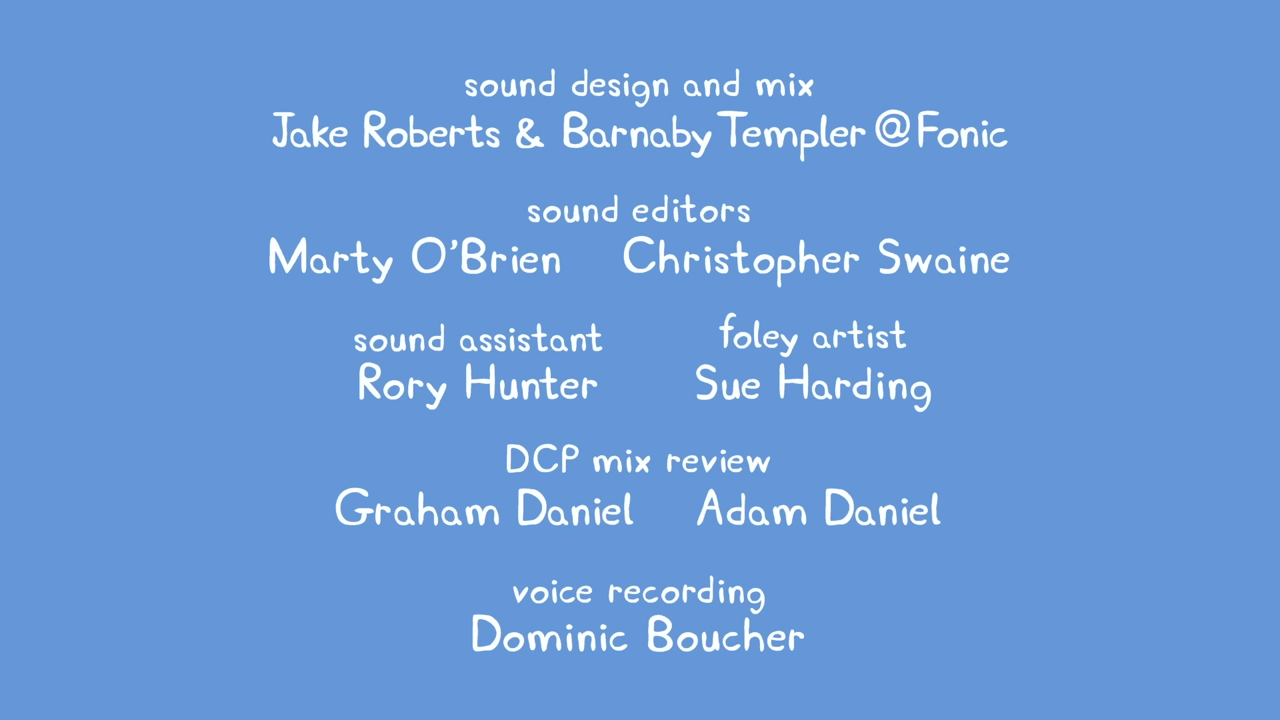 sound design and mix
Jake Roberts & Barnaby Templer @ Fonic
sound editors
Marty O'Brien Christopher Swaine
sound assistant foley artist
Rory Hunter Sue Harding
DCP mix review
Graham Daniel Adam Daniel
voice recording
Dominic Boucher